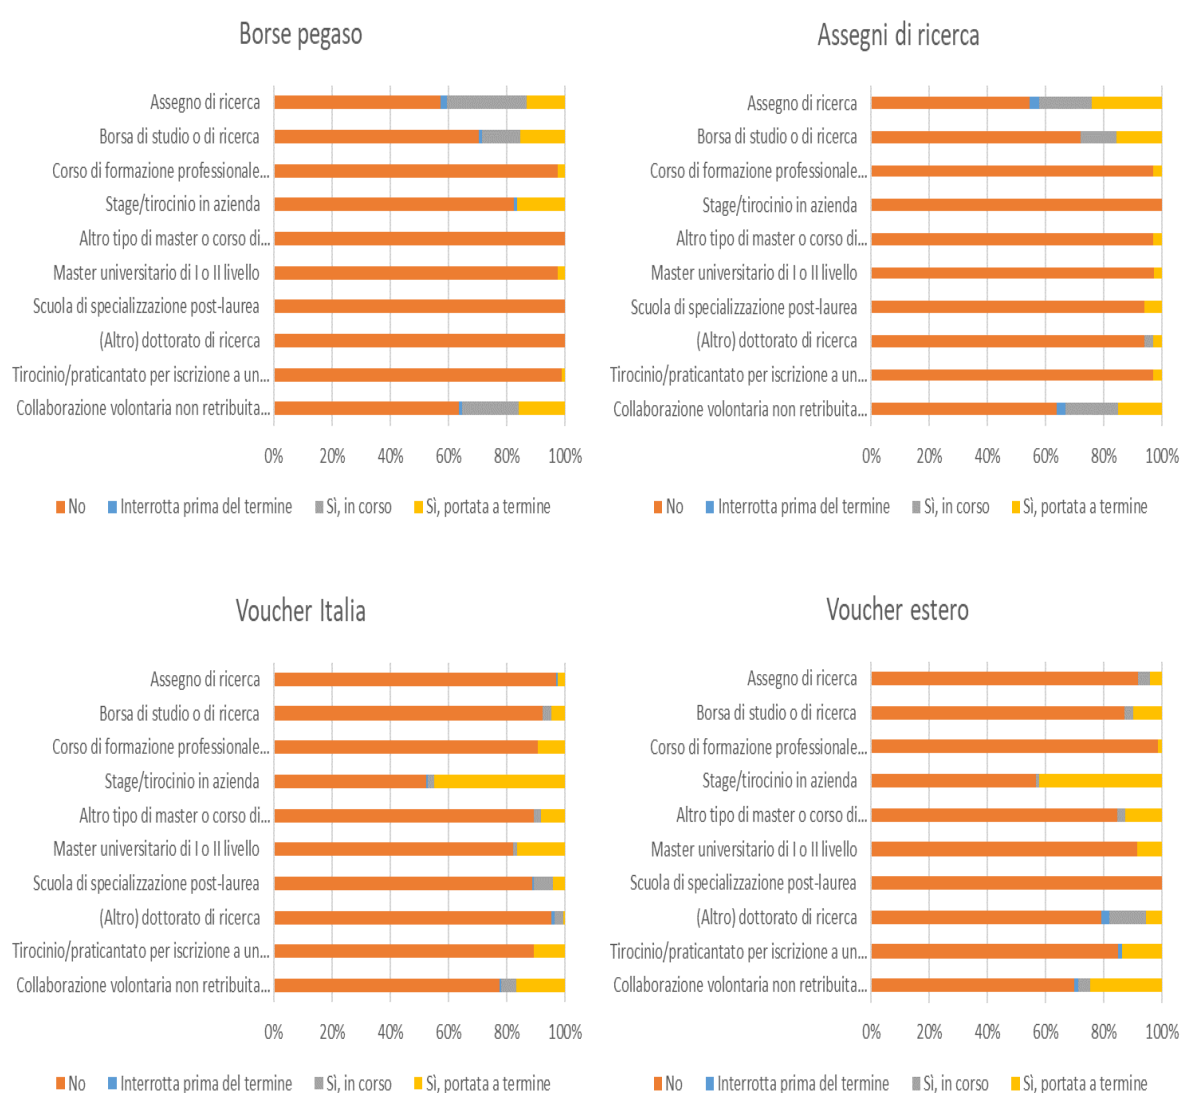 Borse pegaso
Assegno di ricerca
Borsa di studio o di ricerca
Corso di formazione professionale...
Stage/tirocinio in azienda
Altro tipo di master o corso di...
Master universitario di I o II livello
Scuola di specializzazione post-laurea
(Altro) dottorato di ricerca
Tirocinio/praticantato per iscrizione a un...
Collaborazione volontaria non retribuita...
0% 20% 40% 60% 80% 100%
No Interrotta prima del termine Sì, in corso Sì, portata a termine
Assegni di ricerca
Assegno di ricerca
Borsa di studio o di ricerca
Corso di formazione professionale...
Stage/tirocinio in azienda
Altro tipo di master o corso di...
Master universitario di I o II livello
Scuola di specializzazione post-laurea
(Altro) dottorato di ricerca
Tirocinio/praticantato per iscrizione a un...
Collaborazione volontaria non retribuita...
0% 20% 40% 60% 80% 100%
No Interrotta prima del termine Sì, in corso Sì, portata a termine
Voucher Italia
Assegno di ricerca
Borsa di studio o di ricerca
Corso di formazione professionale...
Stage/tirocinio in azienda
Altro tipo di master o corso di...
Master universitario di I o II livello
Scuola di specializzazione post-laurea
(Altro) dottorato di ricerca
Tirocinio/praticantato per iscrizione a un...
Collaborazione volontaria non retribuita...
0% 20% 40% 60% 80% 100%
No Interrotta prima del termine Sì, in corso Sì, portata a termine
Voucher estero
Assegno di ricerca
Borsa di studio o di ricerca
Corso di formazione professionale...
Stage/tirocinio in azienda
Altro tipo di master o corso di...
Master universitario di I o II livello
Scuola di specializzazione post-laurea
(Altro) dottorato di ricerca
Tirocinio/praticantato per iscrizione a un...
Collaborazione volontaria non retribuita...
0% 20% 40% 60% 80% 100%
No Interrotta prima del termine Sì, in corso Sì, portata a termine